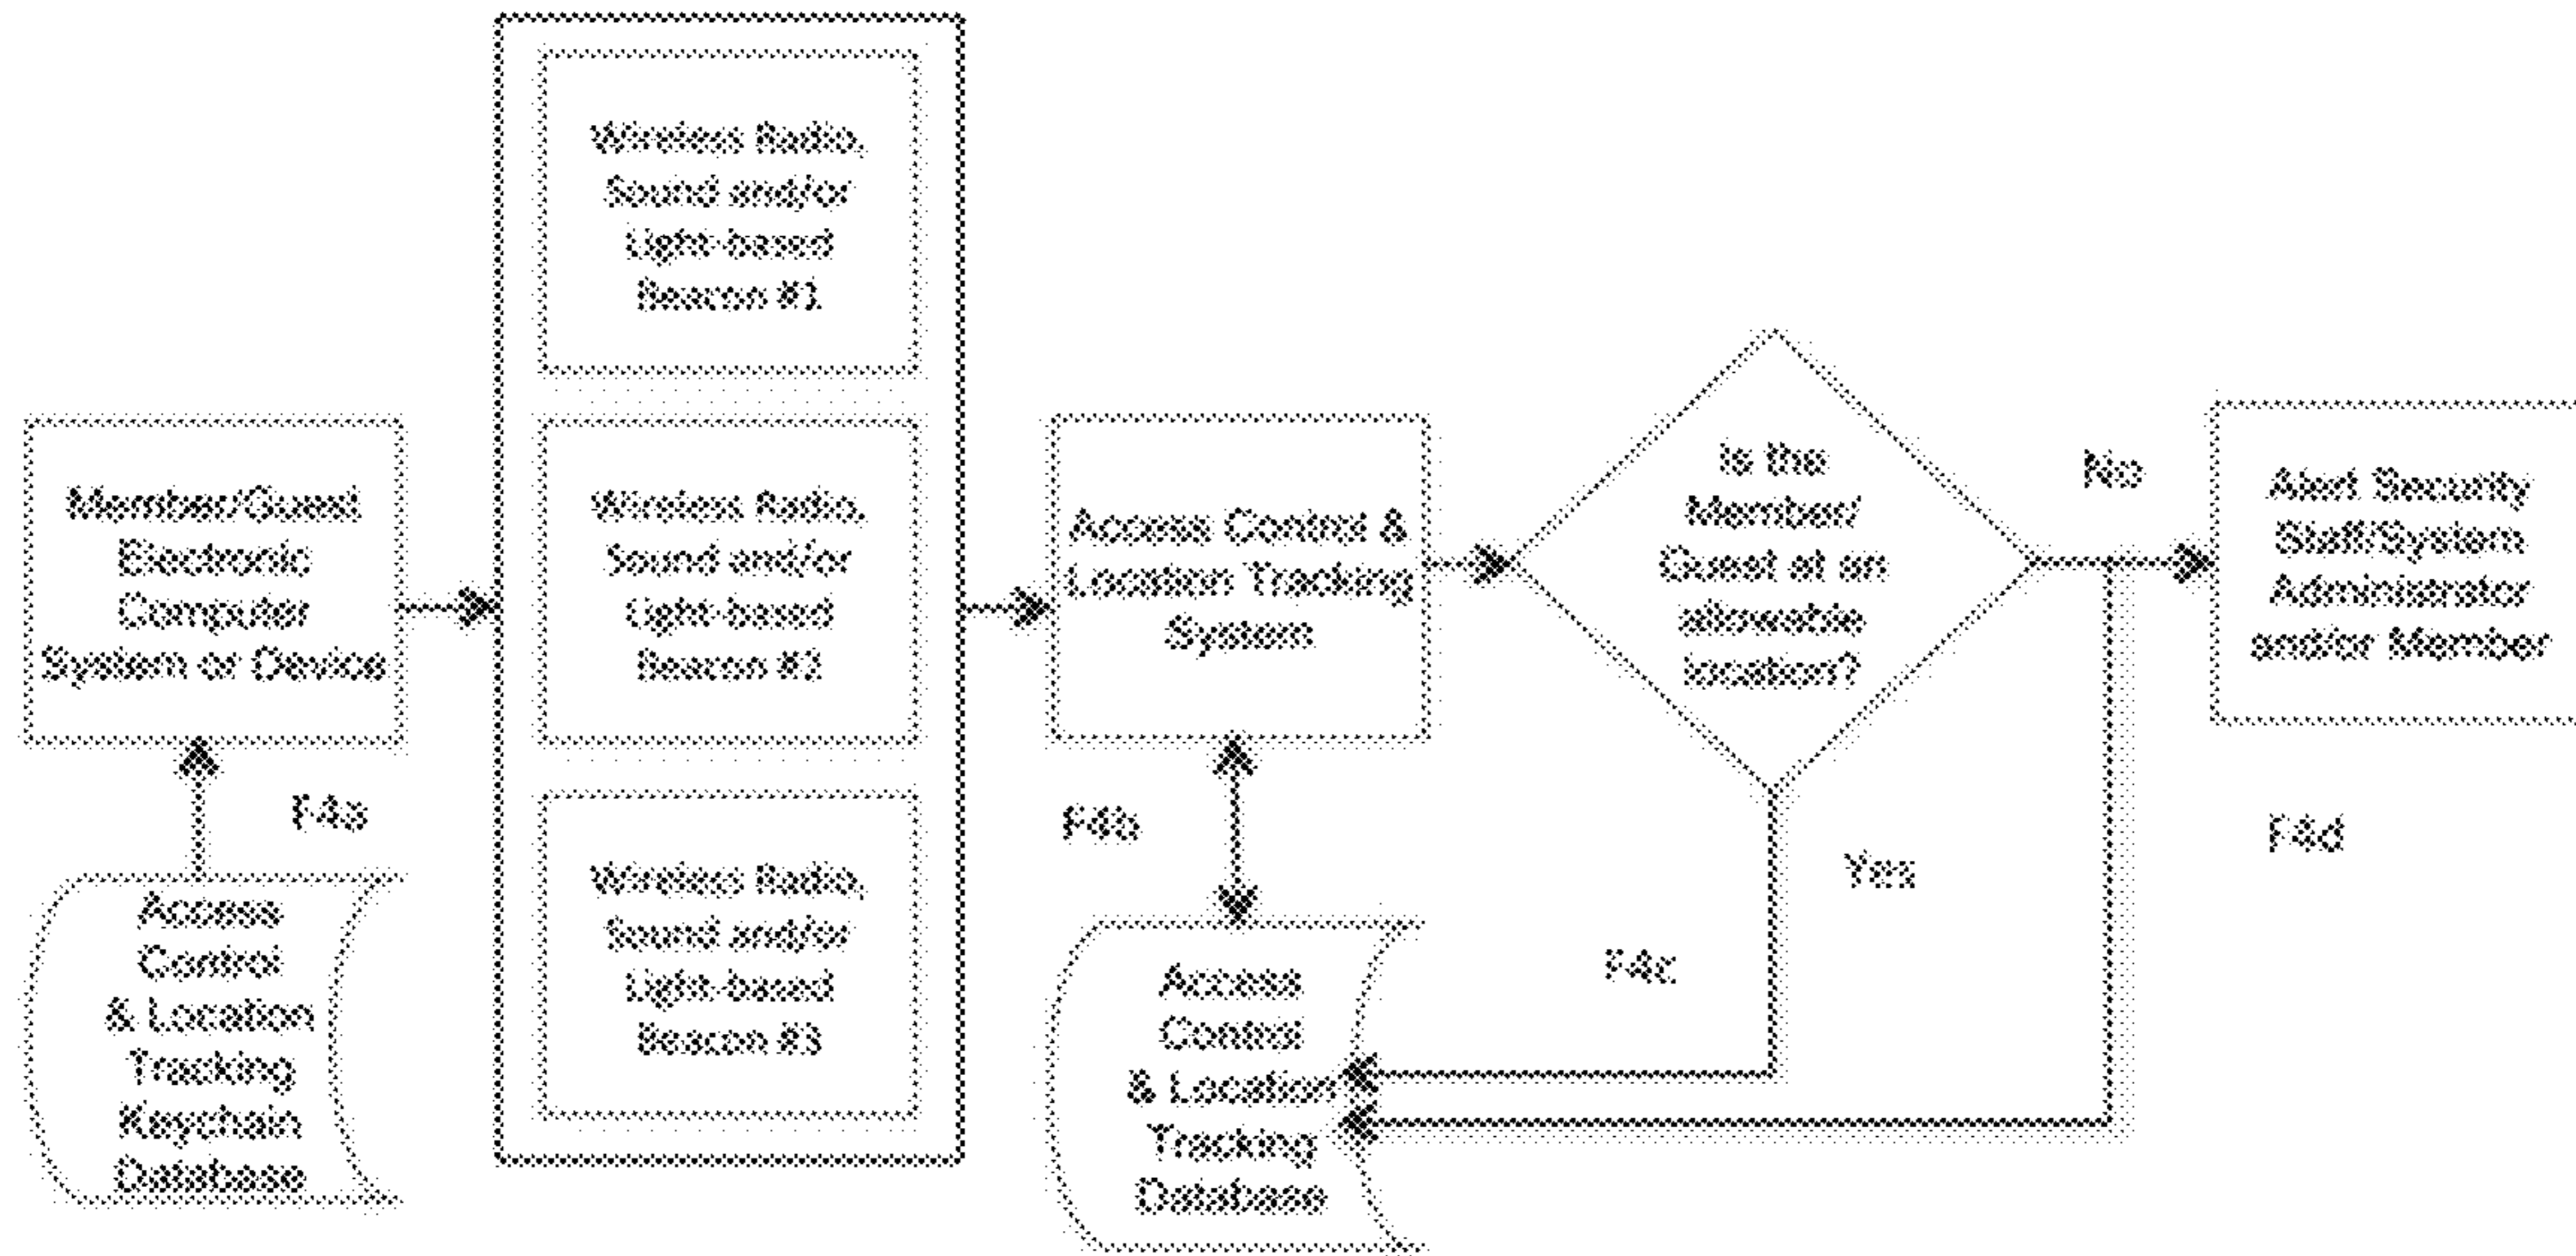 Member/Guest
Electronic
Computer
System or Device
F4a
Access
Control
& Location
Tracking
Keychain
Database
Wireless Radio,
Sound and/or
Light-based
Beacon #1
Wireless Radio,
Sound and/or
Light-based
Beacon #2
Wireless Radio,
Sound and/or
Light-based
Beacon #3
Access Control &
Location Tracking
System
F4b
Access
Control
& Location
Tracking
Database
Is the
Member/
Guest at an
allowable
location?
No
Yes
F4c
Alert Security
Staff/System
Administrator
and/or Member
F4d